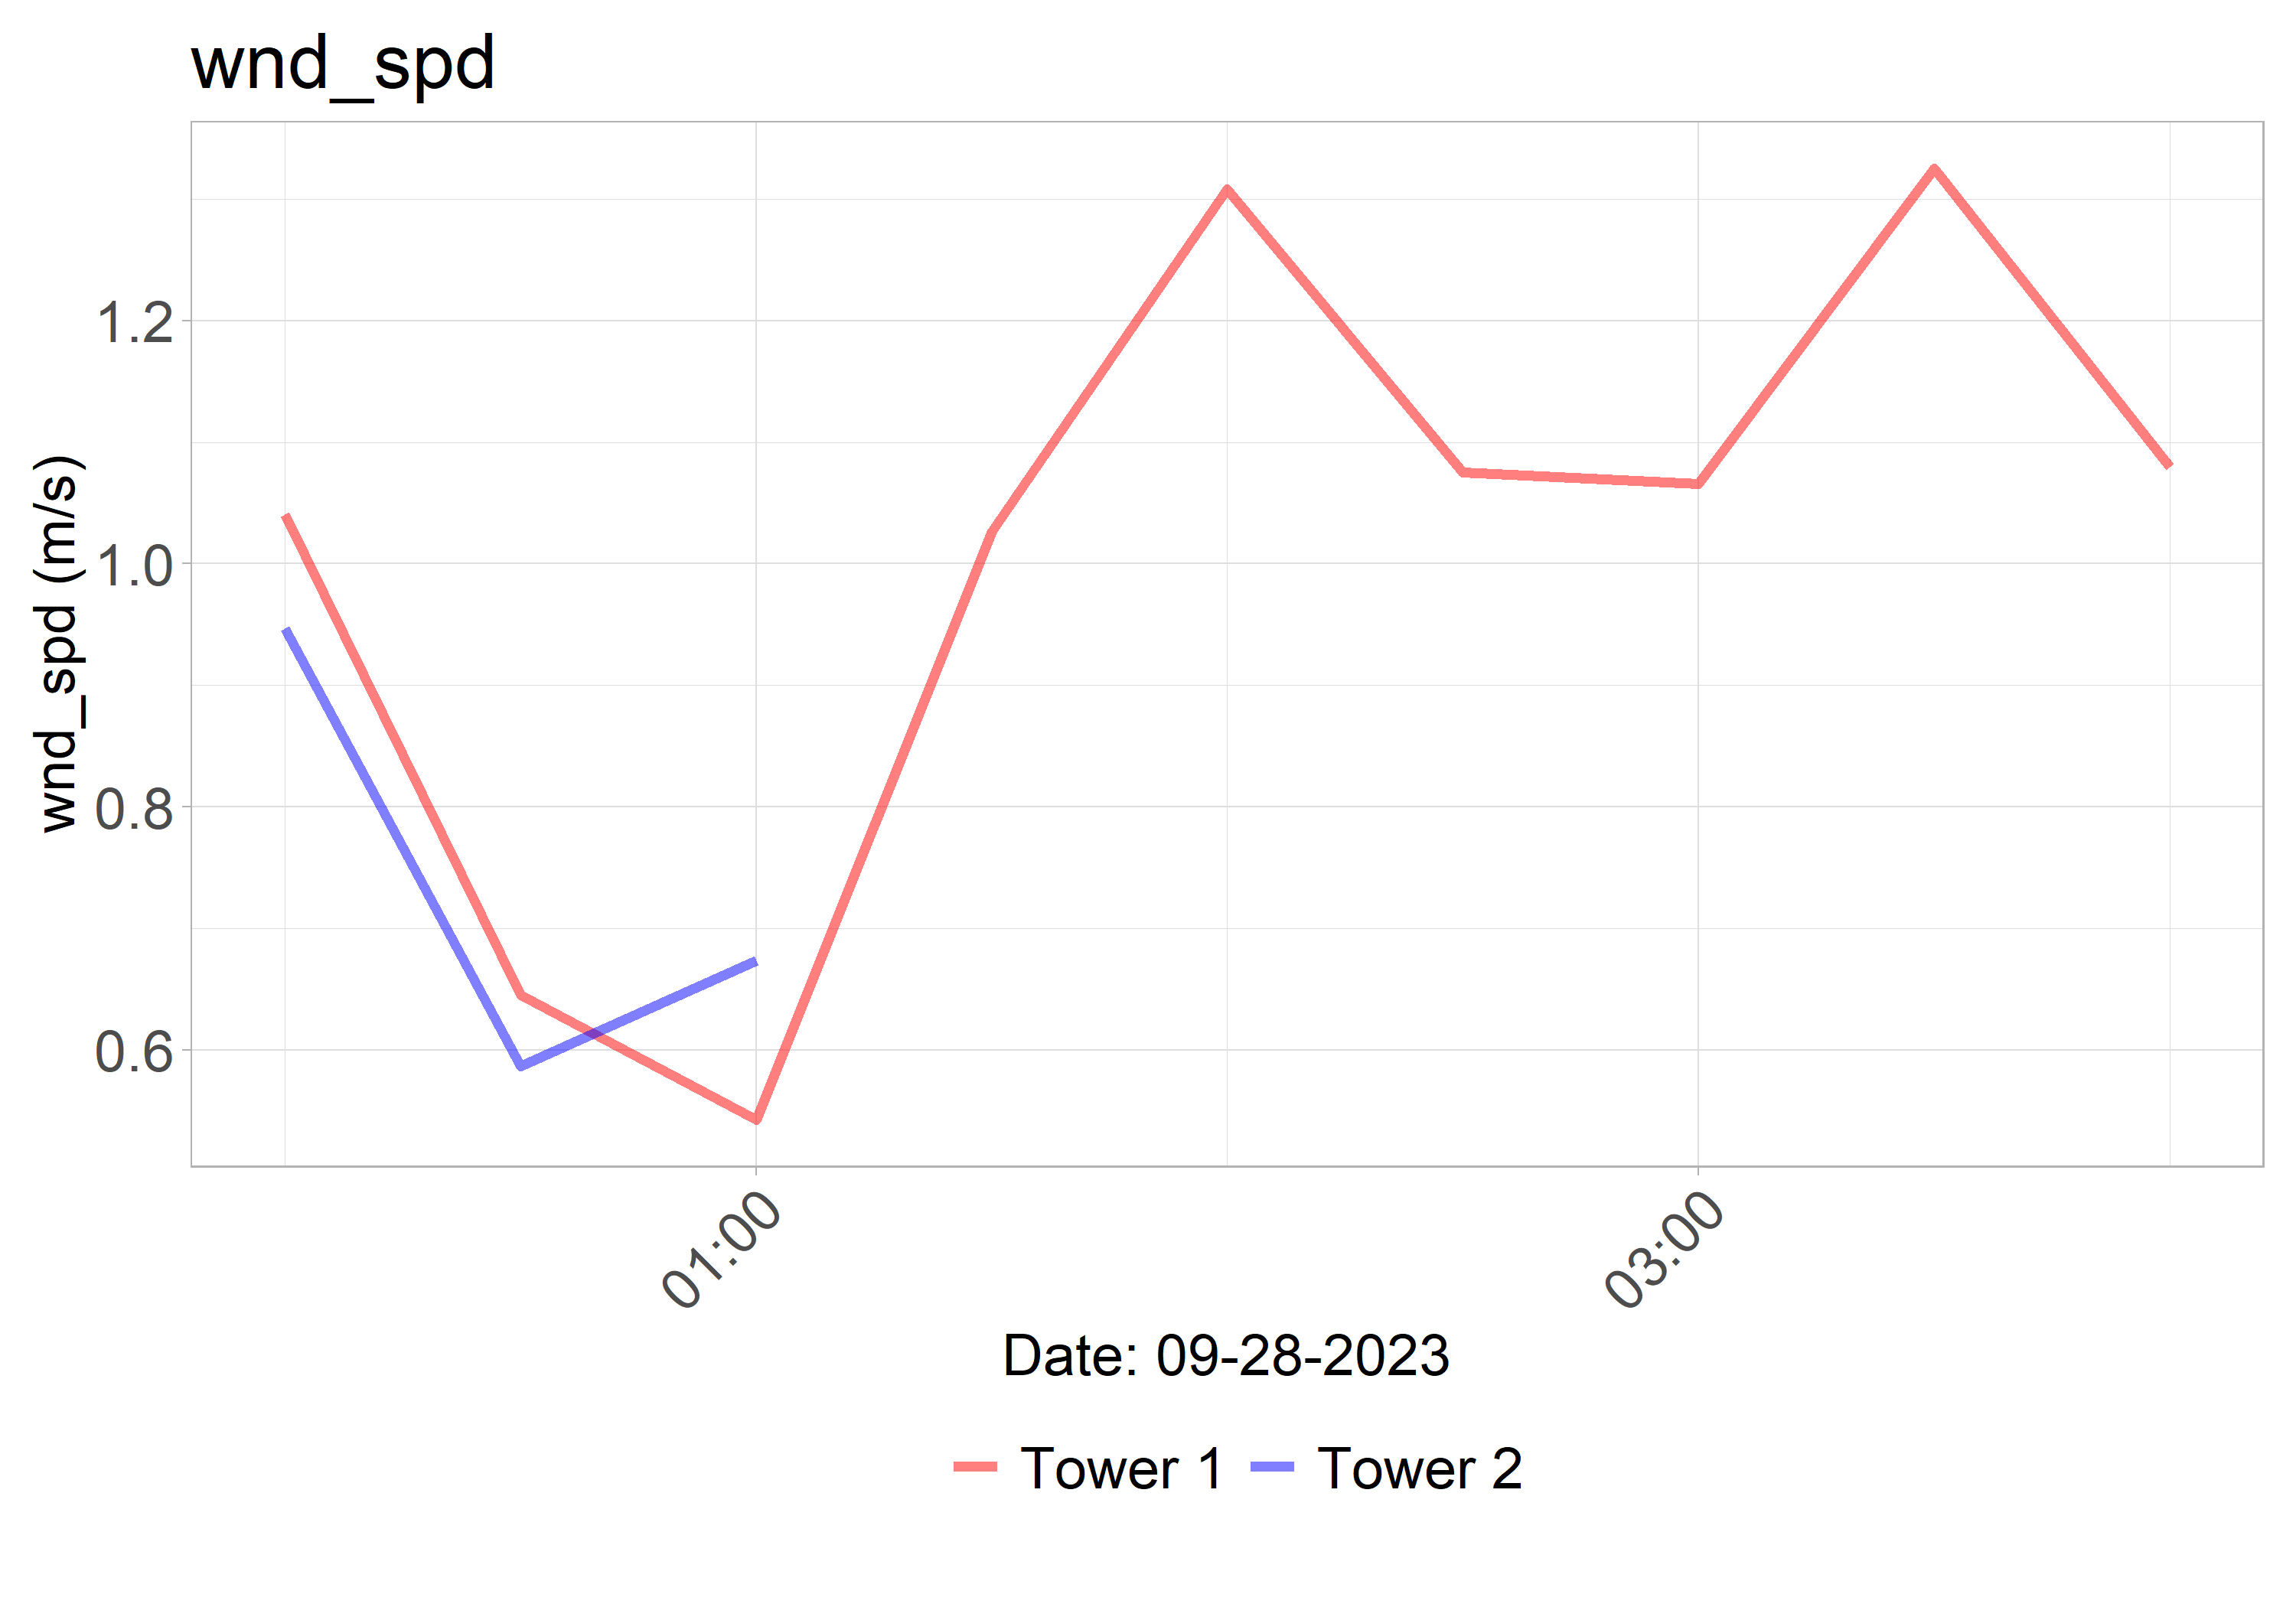 wnd_spd
wnd_spd (m/s)
1.2
1.0
0.8
0.6
01:00
03:00
Date: 09-28-2023
Tower 1
Tower 2